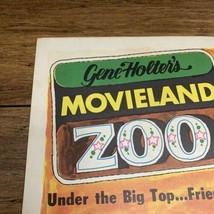 Gene Holter's
MOVIELAND
ZOO
Under the Big Top...Frie